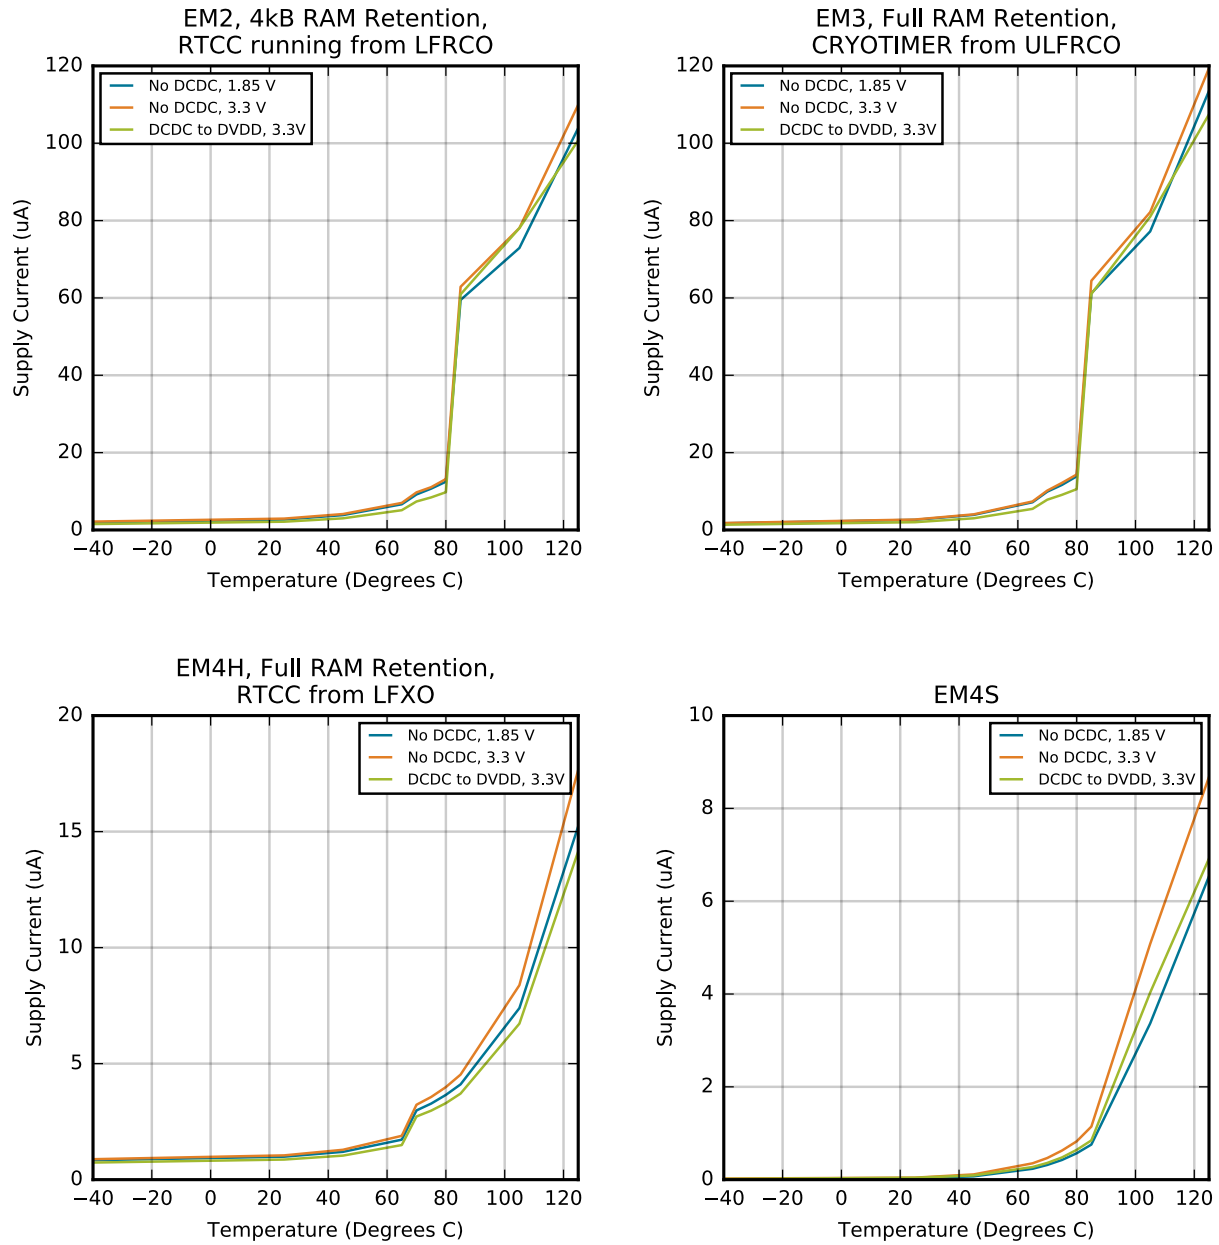 EM2, 4kB RAM Retention,
RTCC running from LFRCO
120
100
80
60
40
20
0
Supply Current (uA)
No DCDC, 1.85 V
No DCDC, 3.3 V
DCDC to DVDD, 3.3V
−40 −20 0 20 40 60 80 100 120
Temperature (Degrees C)
EM3, Full RAM Retention,
CRYOTIMER from ULFRCO
120
100
80
60
40
20
0
Supply Current (uA)
No DCDC, 1.85 V
No DCDC, 3.3 V
DCDC to DVDD, 3.3V
−40 −20 0 20 40 60 80 100 120
Temperature (Degrees C)
EM4H, Full RAM Retention,
RTCC from LFXO
20
15
10
5
0
Supply Current (uA)
No DCDC, 1.85 V
No DCDC, 3.3 V
DCDC to DVDD, 3.3V
−40 −20 0 20 40 60 80 100 120
Temperature (Degrees C)
EM4S
10
8
6
4
2
0
Supply Current (uA)
No DCDC, 1.85 V
No DCDC, 3.3 V
DCDC to DVDD, 3.3V
−40 −20 0 20 40 60 80 100 120
Temperature (Degrees C)